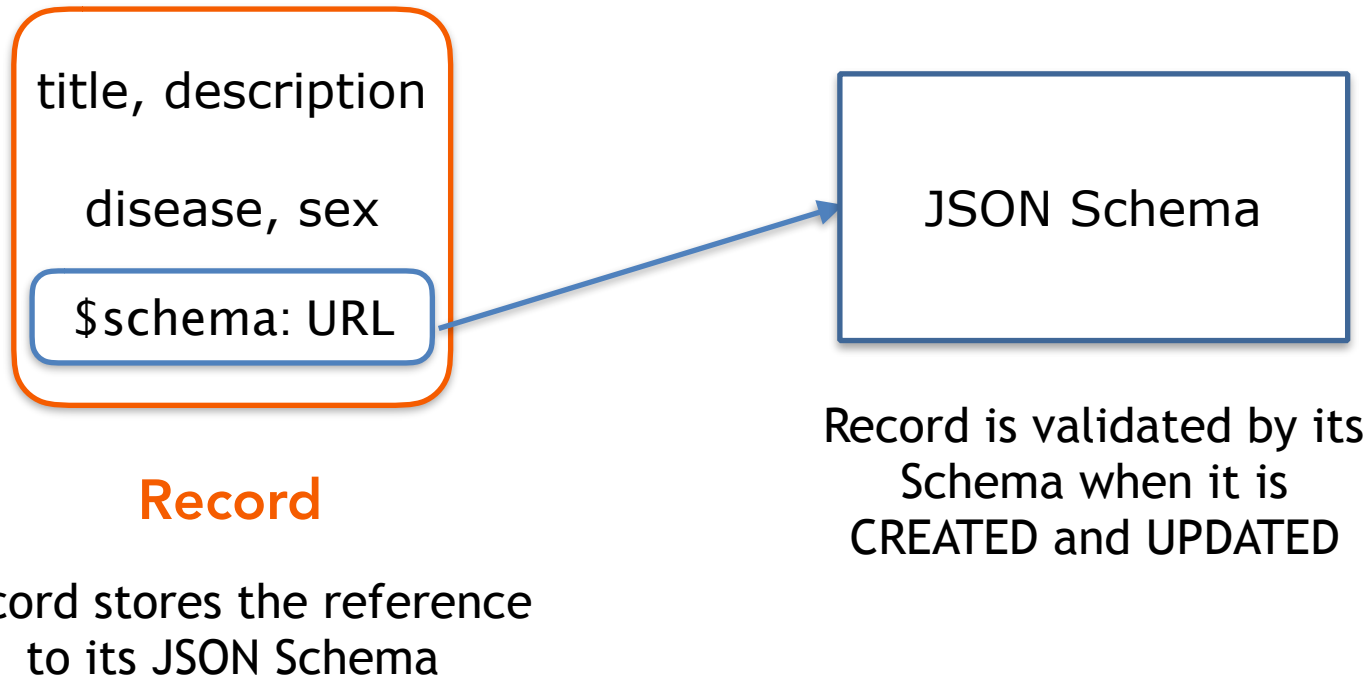 title, description
disease, sex
$schema: URL
Record
cord stores the reference
to its JSON Schema
JSON Schema
Record is validated by its
Schema when it is
CREATED and UPDATED